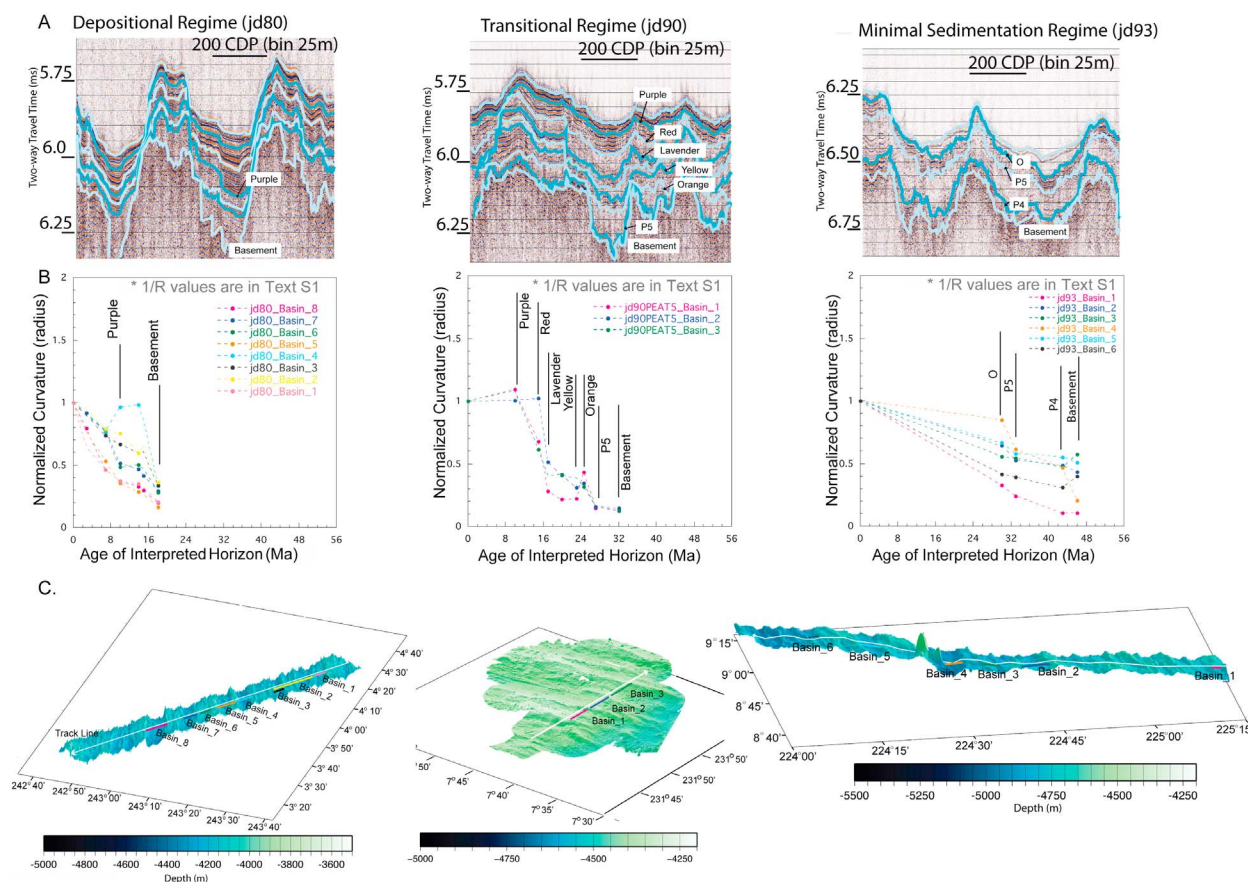 A
Depositional Regime (jd80)
200 CDP (bin 25m)
Two-way Travel Time (ms)
5.75
6.0
6.25
Purple
Basement
Transitional Regime (jd90)
200 CDP (bin 25m)
Two-way Travel Time (ms)
5.75
6.0
6.25
Purple
Red
Lavender
Yellow
Orange
P5
Basement
Minimal Sedimentation Regime (jd93)
200 CDP (bin 25m)
Two-way Travel Time (ms)
6.25
6.50
6.75
O
P5
P4
Basement
B
* 1/R values are in Text S1
Normalized Curvature (radius)
2
1.5
1
0.5
0
Purple
Basement
jd80_Basin_8
jd80_Basin_7
jd80_Basin_6
jd80_Basin_5
jd80_Basin_4
jd80_Basin_3
jd80_Basin_2
jd80_Basin_1
0 8 16 24 32 40 48 56
Age of Interpreted Horizon (Ma)
* 1/R values are in Text S1
Normalized Curvature (radius)
2
1.5
1
0.5
0
Purple
Red
Lavender
Yellow
Orange
P5
Basement
jd90PEAT5_Basin_1
jd90PEAT5_Basin_2
jd90PEAT5_Basin_3
0 8 16 24 32 40 48 56
Age of Interpreted Horizon (Ma)
* 1/R values are in Text S1
Normalized Curvature (radius)
2
1.5
1
0.5
0
O
P5
P4
Basement
jd93_Basin_1
jd93_Basin_2
jd93_Basin_3
jd93_Basin_4
jd93_Basin_5
jd93_Basin_6
0 8 16 24 32 40 48 56
Age of Interpreted Horizon (Ma)
C.
Track Line
Basin_8
Basin_7
Basin_6
Basin_5
Basin_4
Basin_3
Basin_2
Basin_1
4° 40'
4° 20'
4° 10'
4° 00'
3° 50'
3° 40'
3° 20'
242° 40'
242° 50'
243° 00'
243° 10'
243° 20'
243° 30'
243° 40'
-5000 -4800 -4600 -4400 -4200 -4000 -3800 -3600
Depth (m)
Basin_3
Basin_2
Basin_1
50'
7° 45'
7° 40'
7° 35'
7° 30'
231° 45'
231° 50'
231° 50'
-5000 -4750 -4500 -4250
9° 15'
9° 00'
8° 45'
8° 40'
Basin_6
Basin_5
Basin_4
Basin_3
Basin_2
Basin_1
224° 00'
224° 15'
224° 30'
224° 45'
225° 00'
225° 15'
-5500 -5250 -5000 -4750 -4500 -4250
Depth (m)